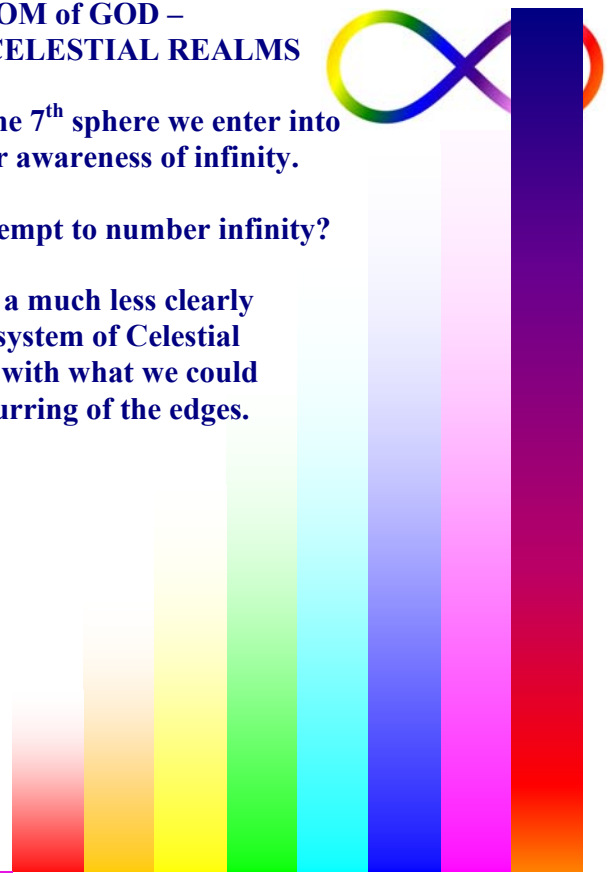 OM of GOD –
CELESTIAL REALMS
he 7th sphere we enter into
r awareness of infinity.
empt to number infinity?
a much less clearly
system of Celestial
with what we could
urring of the edges.